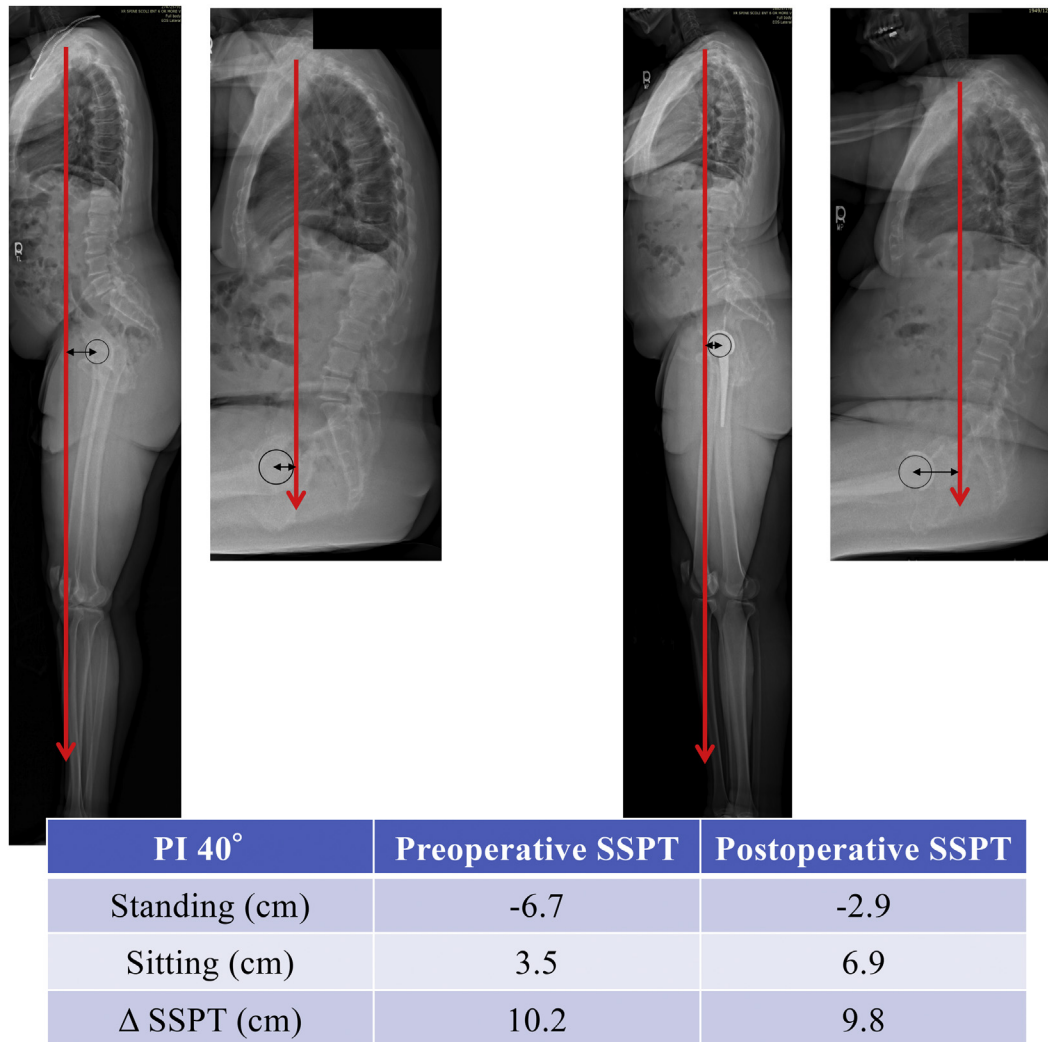 PI 40° Preoperative SSPT Postoperative SSPT
Standing (cm) -6.7 -2.9
Sitting (cm) 3.5 6.9
Δ SSPT (cm) 10.2 9.8